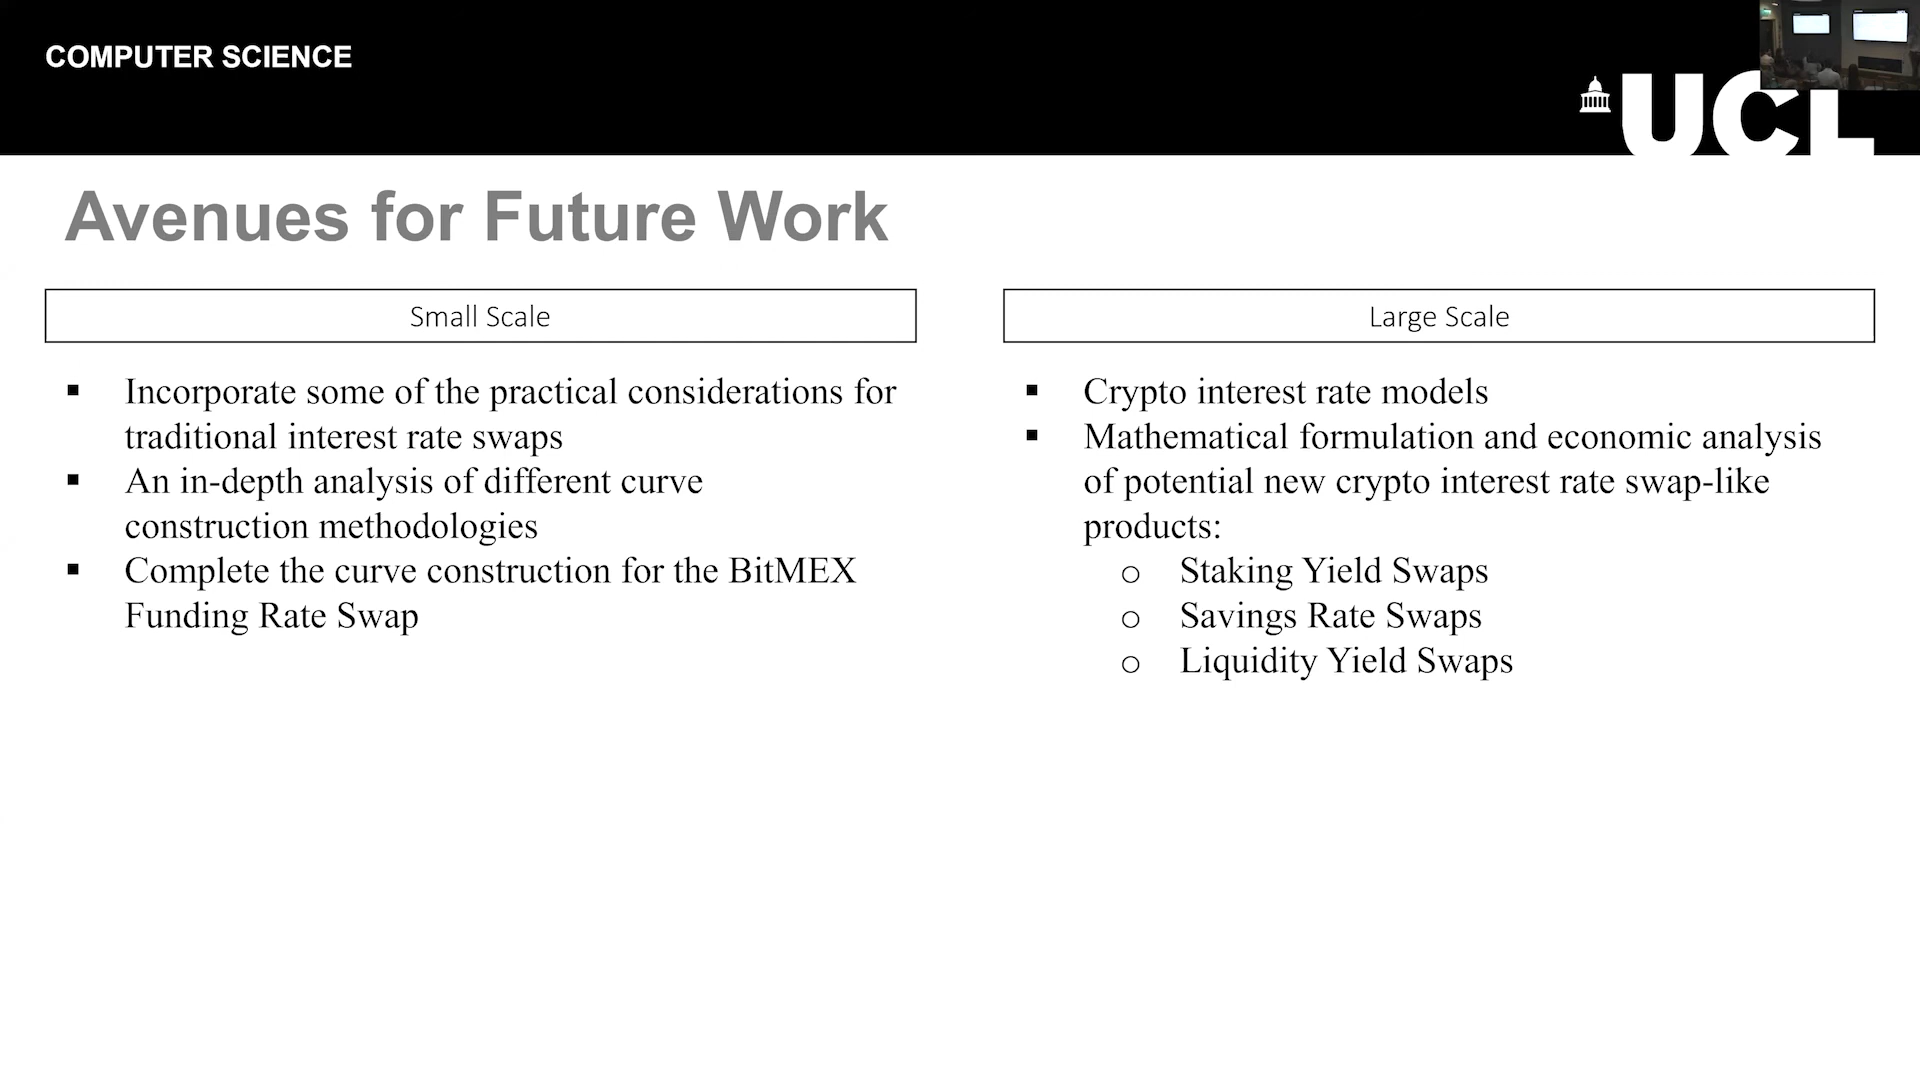 COMPUTER SCIENCE
UCL
Avenues for Future Work
Small Scale
▪ Incorporate some of the practical considerations for
traditional interest rate swaps
▪ An in-depth analysis of different curve
construction methodologies
▪ Complete the curve construction for the BitMEX
Funding Rate Swap
Large Scale
▪ Crypto interest rate models
▪ Mathematical formulation and economic analysis
of potential new crypto interest rate swap-like
products:
o Staking Yield Swaps
o Savings Rate Swaps
o Liquidity Yield Swaps